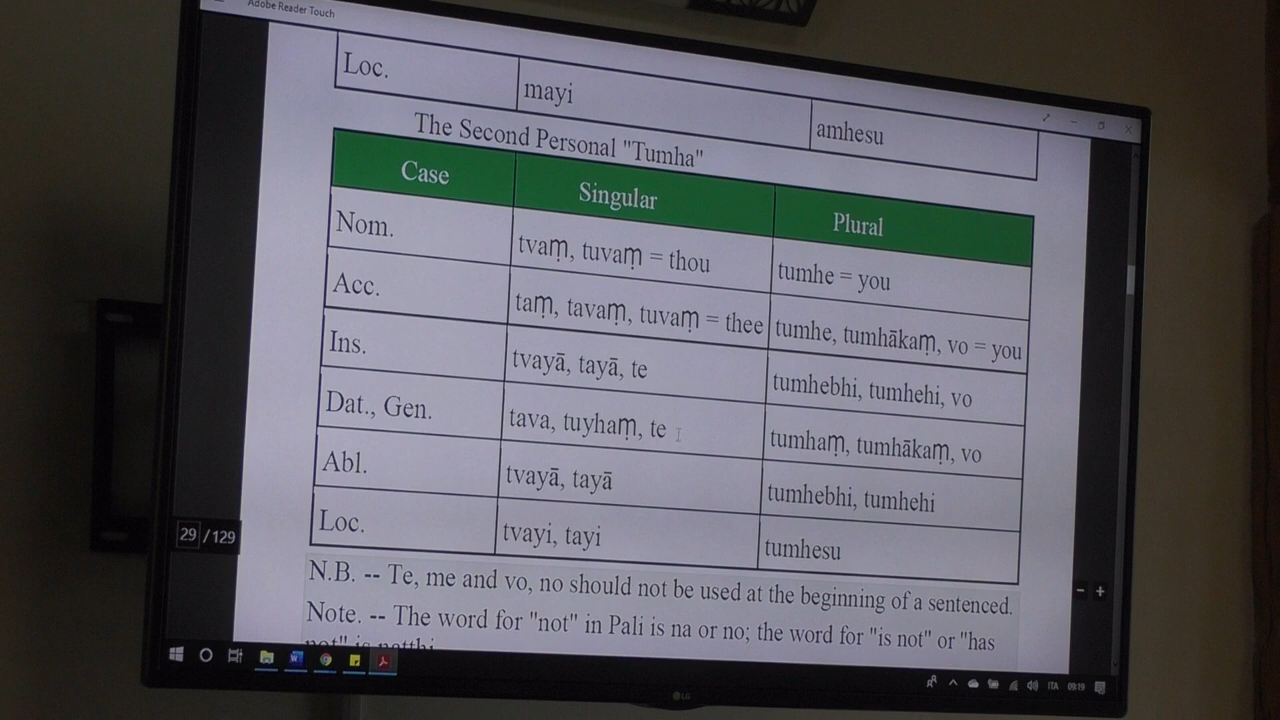 Adobe Reader Touch
Loc. mayi amhesu
The Second Personal "Tumha"
Case Singular Plural
Nom. tvaṃ, tuvaṃ = thou tumhe = you
Acc. taṃ, tavaṃ, tuvaṃ = thee tumhe, tumhākaṃ, vo = you
Ins. tvayā, tayā, te tumhebhi, tumhehi, vo
Dat., Gen. tava, tuyhaṃ, te tumhaṃ, tumhākaṃ, vo
Abl. tvayā, tayā tumhebhi, tumhehi
Loc. tvayi, tayi tumhesu
29 / 129
N.B. -- Te, me and vo, no should not be used at the beginning of a sentenced.
Note. -- The word for "not" in Pali is na or no; the word for "is not" or "has
not" is natthi
ITA 09:19
LG